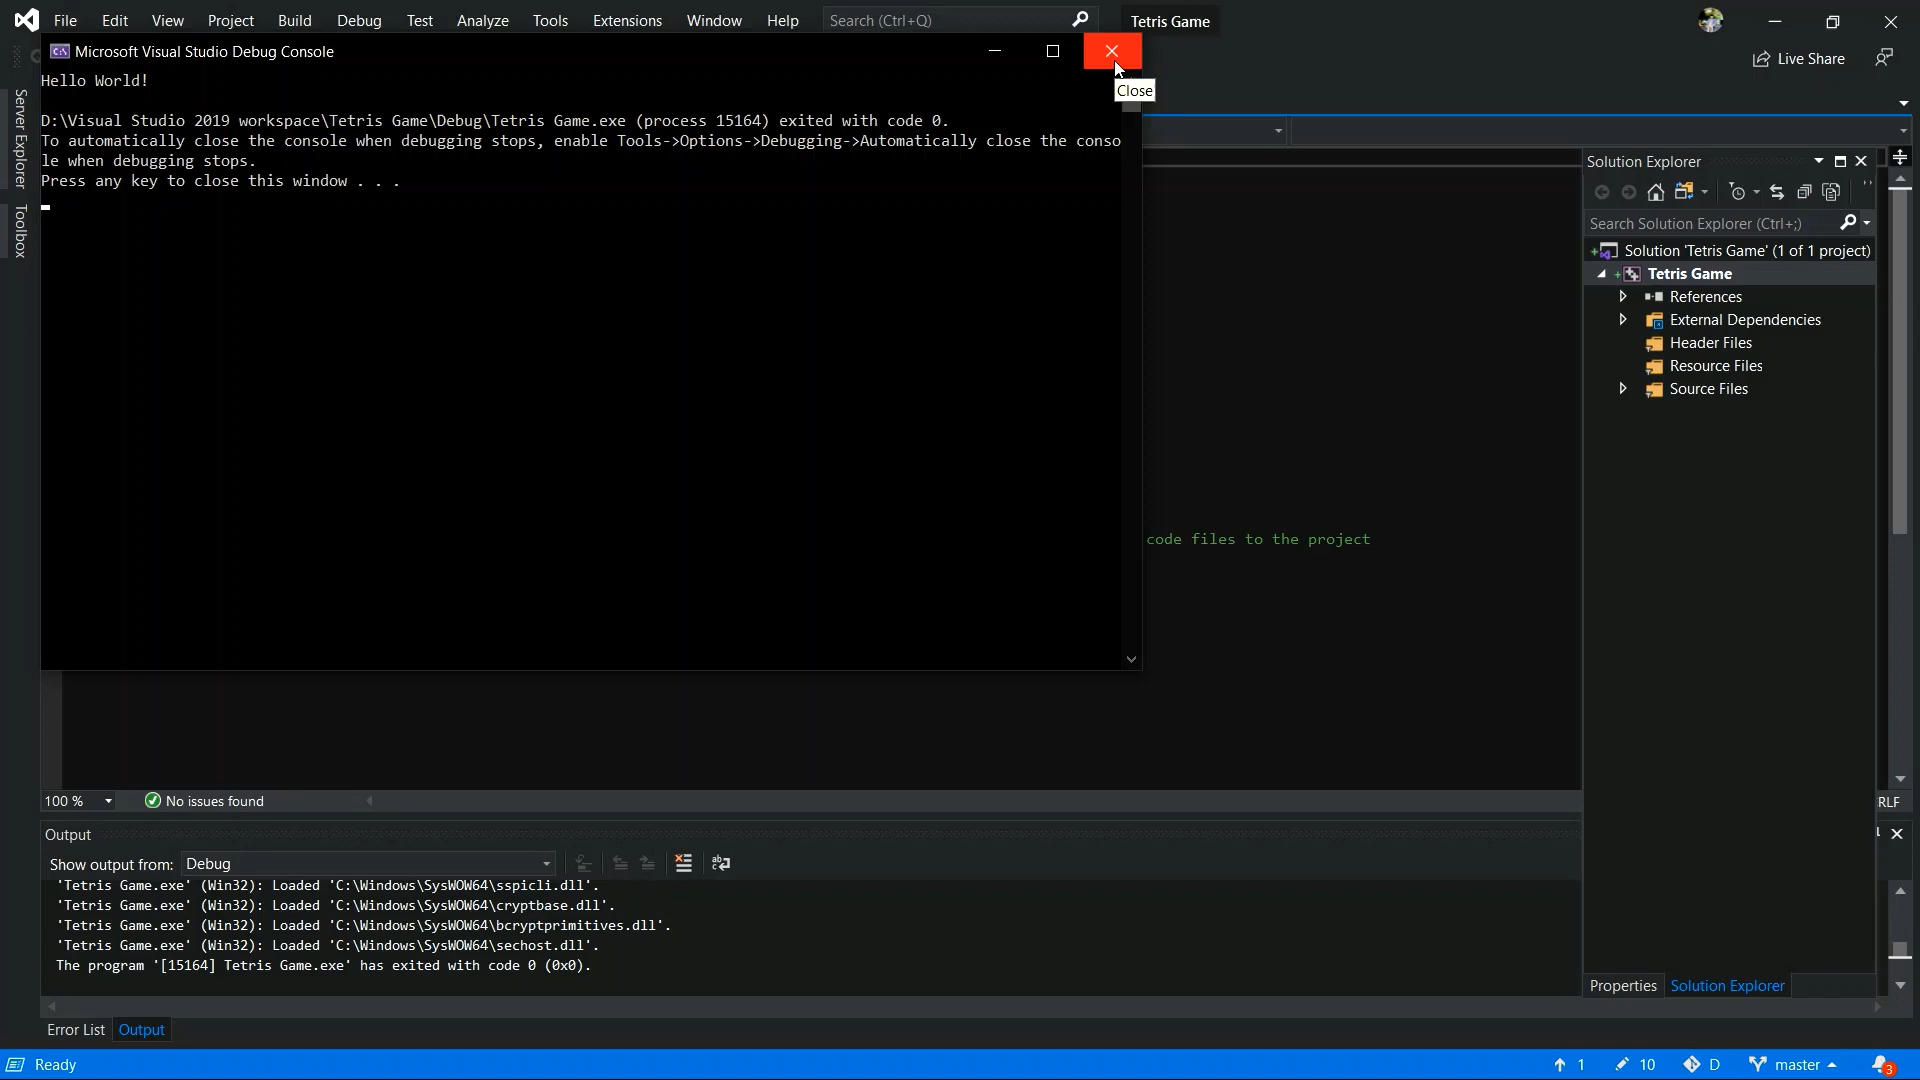 File Edit View Project Build Debug Test Analyze Tools Extensions Window Help Search (Ctrl+Q) Tetris Game
Microsoft Visual Studio Debug Console
Live Share
Hello World!
Close
D:\Visual Studio 2019 workspace\Tetris Game\Debug\Tetris Game.exe (process 15164) exited with code 0.
To automatically close the console when debugging stops, enable Tools->Options->Debugging->Automatically close the conso
le when debugging stops.
Press any key to close this window . . .
Server Explorer
Toolbox
Solution Explorer
Search Solution Explorer (Ctrl+;)
Solution 'Tetris Game' (1 of 1 project)
Tetris Game
References
External Dependencies
Header Files
Resource Files
Source Files
code files to the project
100 % No issues found
RLF
Output
Show output from: Debug
'Tetris Game.exe' (Win32): Loaded 'C:\Windows\SysWOW64\sspicli.dll'.
'Tetris Game.exe' (Win32): Loaded 'C:\Windows\SysWOW64\cryptbase.dll'.
'Tetris Game.exe' (Win32): Loaded 'C:\Windows\SysWOW64\bcryptprimitives.dll'.
'Tetris Game.exe' (Win32): Loaded 'C:\Windows\SysWOW64\sechost.dll'.
The program '[15164] Tetris Game.exe' has exited with code 0 (0x0).
Properties Solution Explorer
Error List Output
Ready 1 10 D master 3